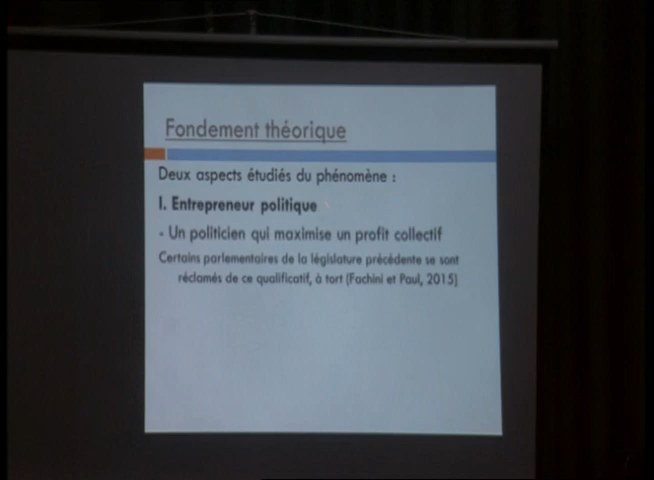 Fondement théorique
Deux aspects étudiés du phénomène :
I. Entrepreneur politique
- Un politicien qui maximise un profit collectif
Certains parlementaires de la législature précédente se sont
réclamés de ce qualificatif, à tort (Fachini et Paul, 2015)